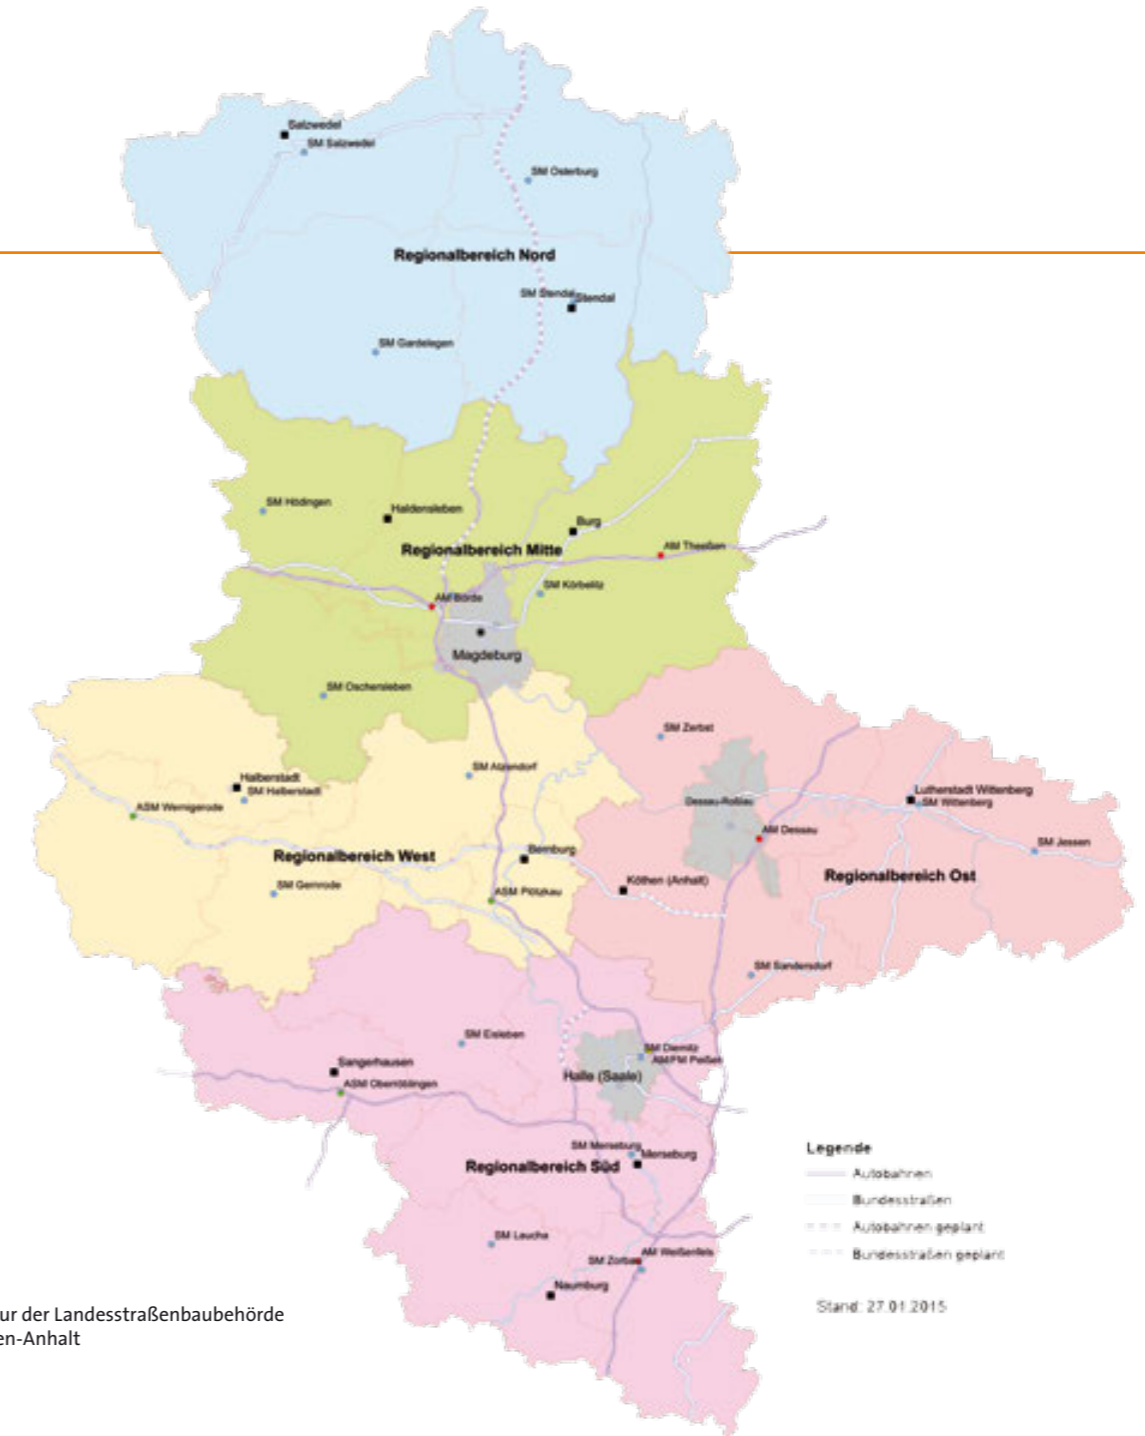 Salzwedel
SM Salzwedel
SM Osterburg
Regionalbereich Nord
SM Stendal
Stendal
SM Gardelegen
SM Hödingen
Haldensleben
Burg
Regionalbereich Mitte
AM Theeßen
SM Körbelitz
AM Börde
Magdeburg
SM Oschersleben
SM Zerbst
SM Atzendorf
Halberstadt
SM Halberstadt
ASM Wernigerode
Dessau-Roßlau
Lutherstadt Wittenberg
SM Wittenberg
AM Dessau
SM Jessen
Bernburg
Regionalbereich West
Köthen (Anhalt)
Regionalbereich Ost
SM Gernrode
ASM Plötzkau
SM Sandersdorf
SM Eisleben
SM Diemitz
AM/FM Peißen
Sangerhausen
Halle (Saale)
ASM Oberröblingen
SM Merseburg
Merseburg
Regionalbereich Süd
Legende
Autobahnen
Bundesstraßen
Autobahnen geplant
Bundesstraßen geplant
SM Laucha
AM Weißenfels
SM Zorbau
Naumburg
Stand: 27.01.2015
ur der Landesstraßenbaubehörde
en-Anhalt